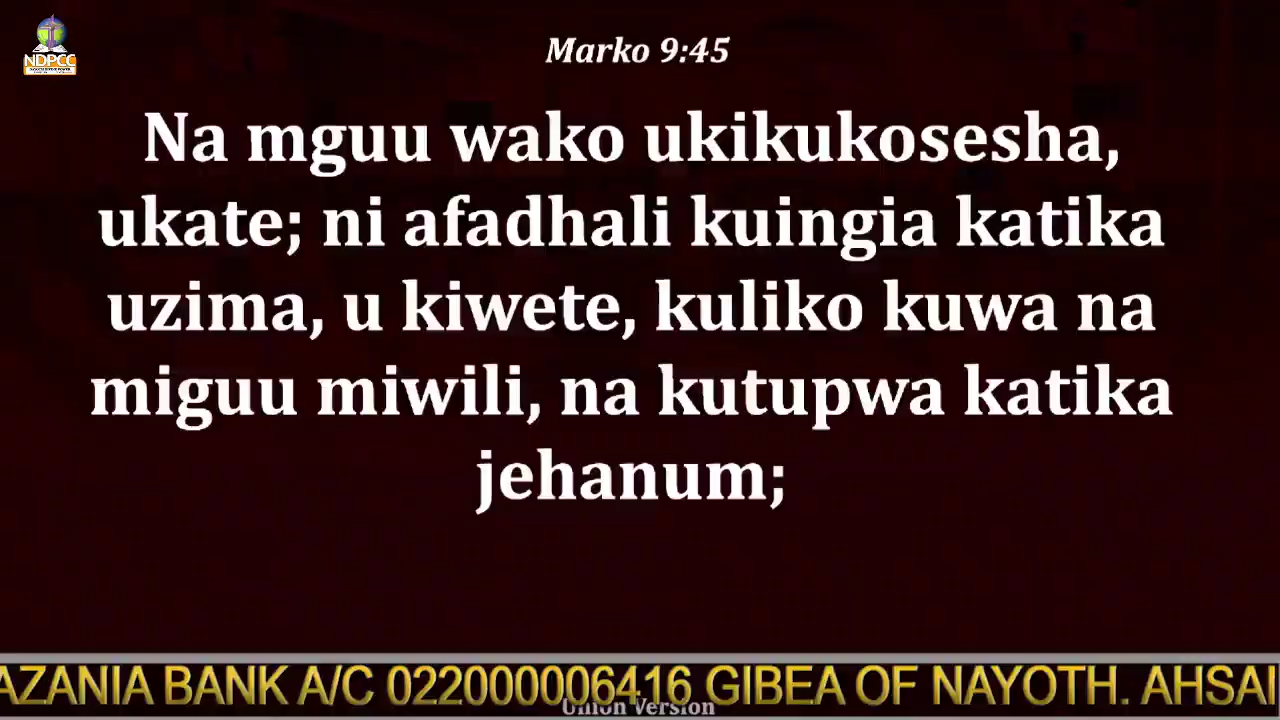 NDPCC
Marko 9:45
Na mguu wako ukikukosesha,
ukate; ni afadhali kuingia katika
uzima, u kiwete, kuliko kuwa na
miguu miwili, na kutupwa katika
jehanum;
AZANIA BANK A/C 022000006416 GIBEA OF NAYOTH. AHSAI
Union Version